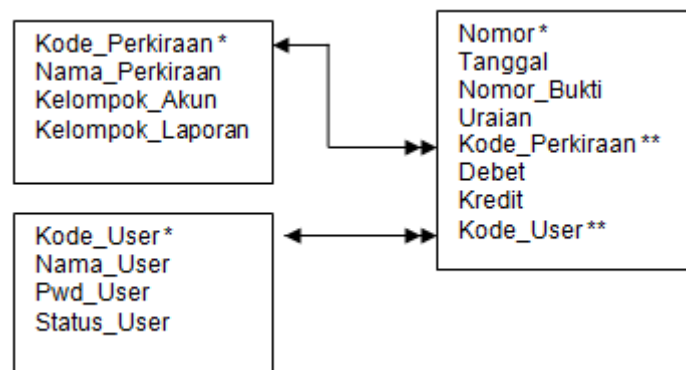 Kode_Perkiraan *
Nama_Perkiraan
Kelompok_Akun
Kelompok_Laporan
Kode_User *
Nama_User
Pwd_User
Status_User
Nomor *
Tanggal
Nomor_Bukti
Uraian
Kode_Perkiraan **
Debet
Kredit
Kode_User **